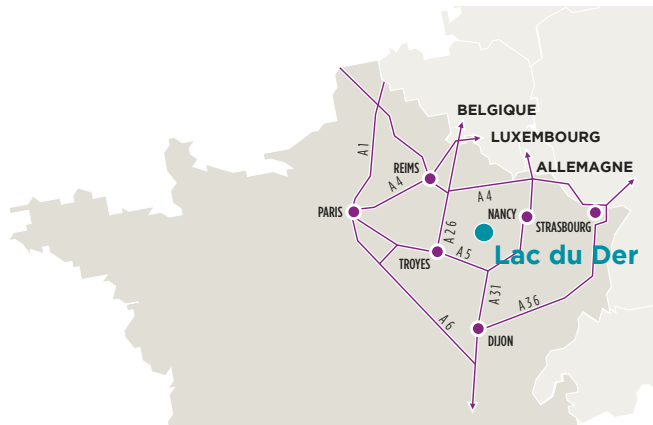 BELGIQUE
LUXEMBOURG
A1
REIMS
ALLEMAGNE
A4
A4
PARIS
NANCY
STRASBOURG
A26
Lac du Der
TROYES
A5
A31
A36
A6
DIJON